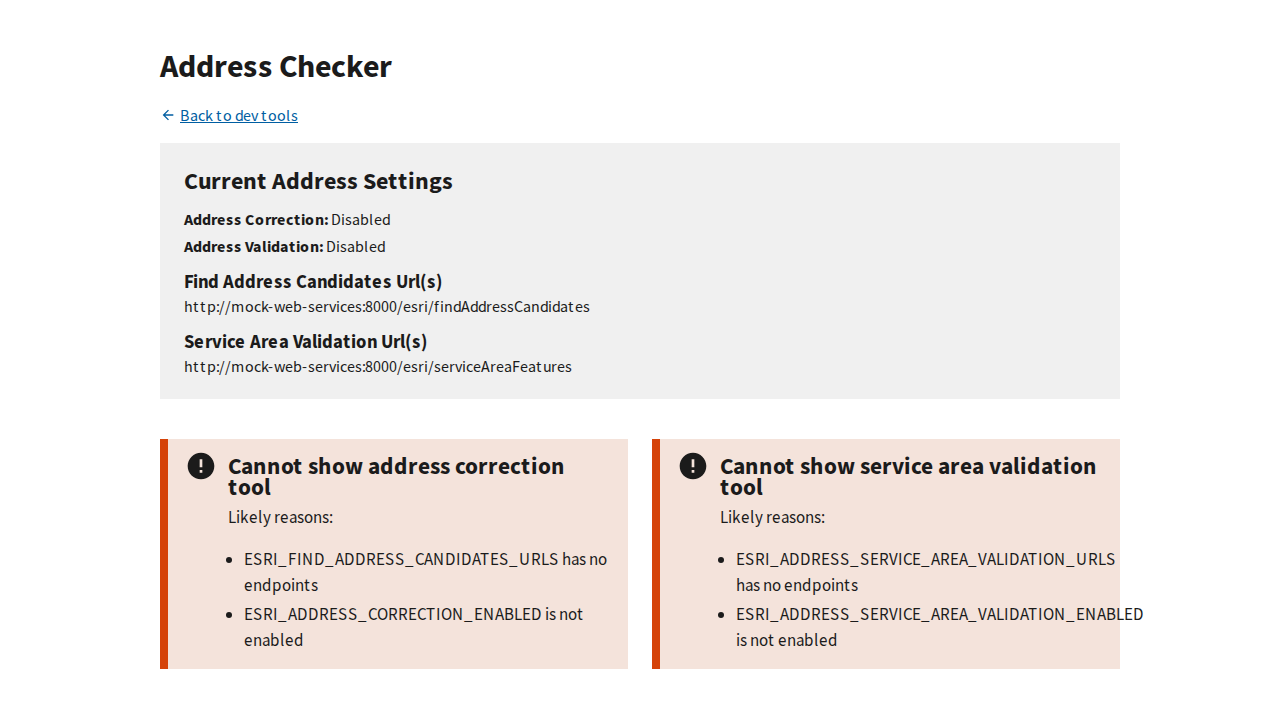 Address Checker
Back to dev tools
Current Address Settings
Address Correction: Disabled
Address Validation: Disabled
Find Address Candidates Url(s)
http://mock-web-services:8000/esri/findAddressCandidates
Service Area Validation Url(s)
http://mock-web-services:8000/esri/serviceAreaFeatures
Cannot show address correction
tool
Likely reasons:
ESRI_FIND_ADDRESS_CANDIDATES_URLS has no
endpoints
ESRI_ADDRESS_CORRECTION_ENABLED is not
enabled
Cannot show service area validation
tool
Likely reasons:
ESRI_ADDRESS_SERVICE_AREA_VALIDATION_URLS
has no endpoints
ESRI_ADDRESS_SERVICE_AREA_VALIDATION_ENABLED
is not enabled